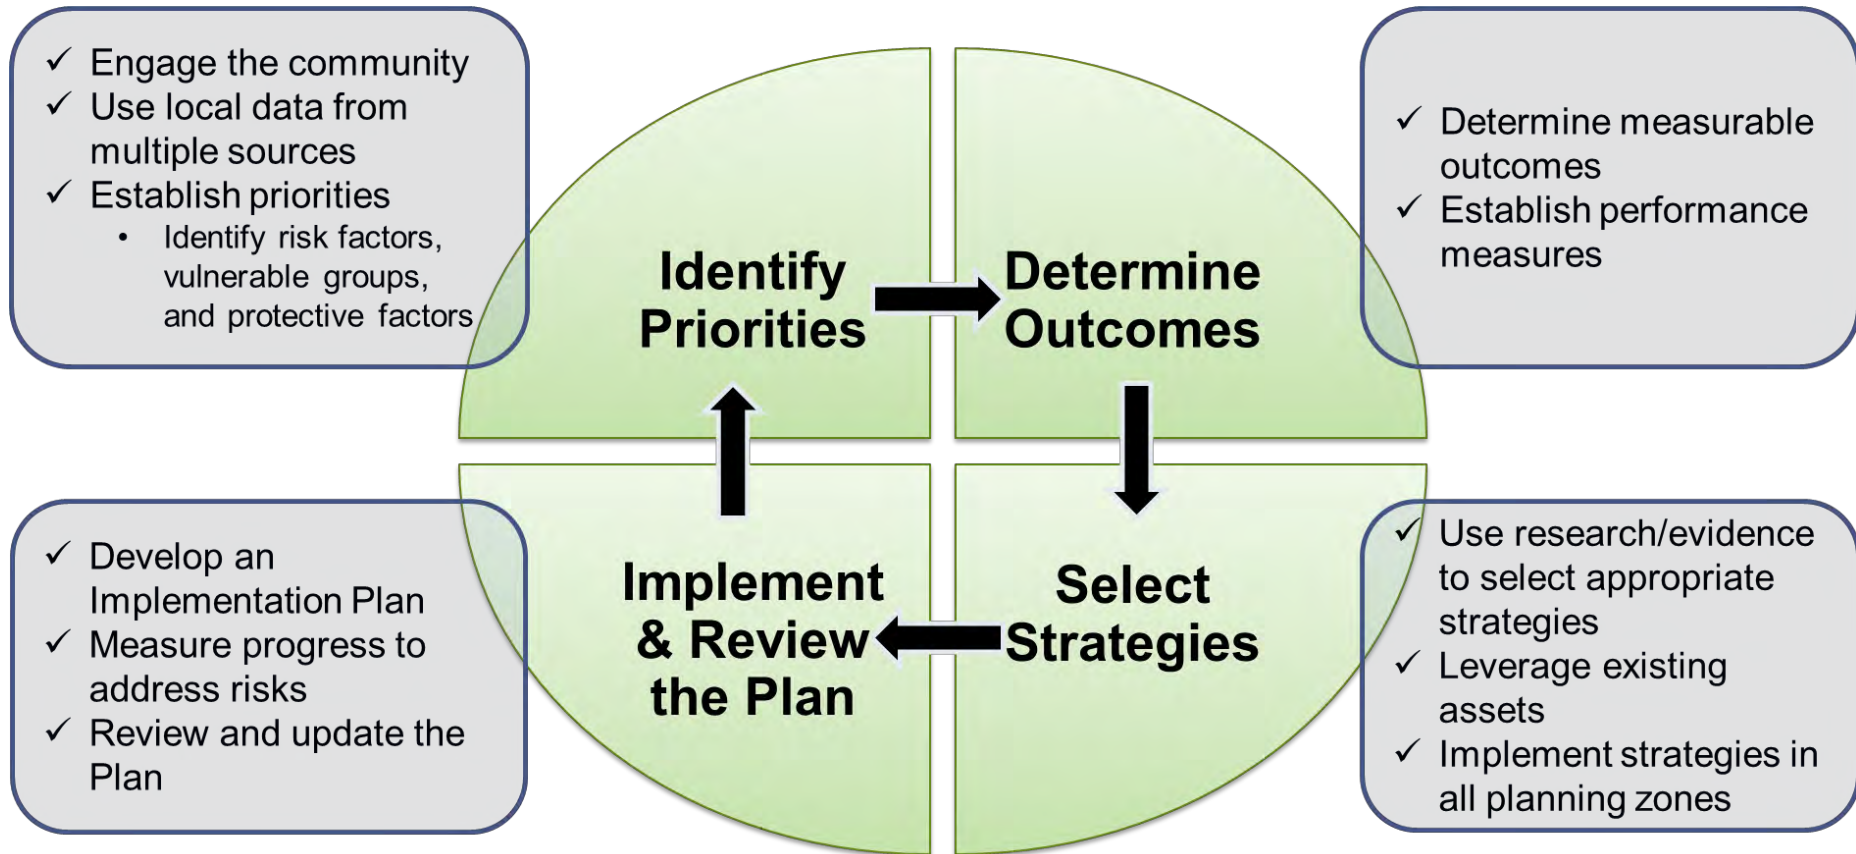 ✓ Engage the community
✓ Use local data from
multiple sources
✓ Establish priorities
• Identify risk factors,
vulnerable groups,
and protective factors
Identify
Priorities
Determine
Outcomes
✓ Determine measurable
outcomes
✓ Establish performance
measures
✓ Develop an
Implementation Plan
✓ Measure progress to
address risks
✓ Review and update the
Plan
Implement
& Review
the Plan
Select
Strategies
✓ Use research/evidence
to select appropriate
strategies
✓ Leverage existing
assets
✓ Implement strategies in
all planning zones